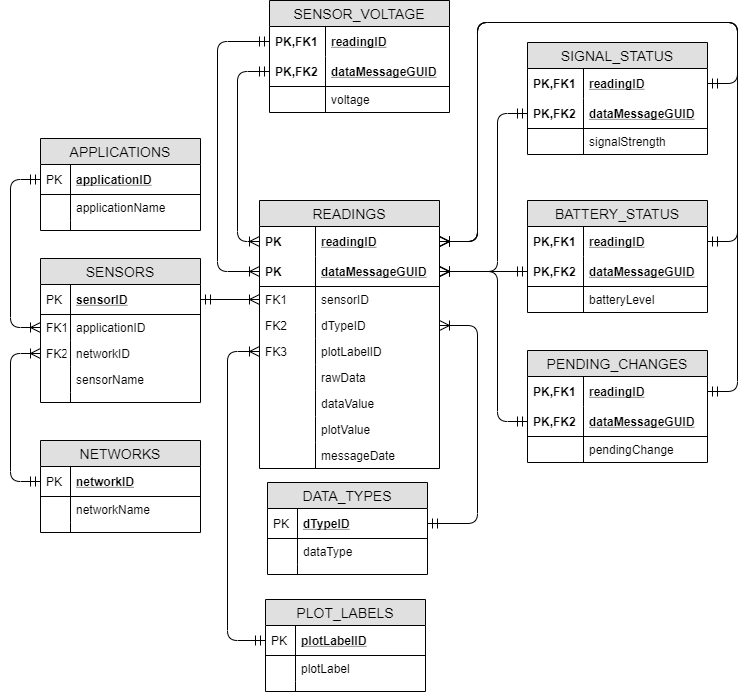 SENSOR_VOLTAGE
PK,FK1 readingID
PK,FK2 dataMessageGUID
voltage
SIGNAL_STATUS
PK,FK1 readingID
PK,FK2 dataMessageGUID
signalStrength
APPLICATIONS
PK applicationID
applicationName
READINGS
PK readingID
PK dataMessageGUID
FK1 sensorID
FK2 dTypeID
FK3 plotLabelID
rawData
dataValue
plotValue
messageDate
BATTERY_STATUS
PK,FK1 readingID
PK,FK2 dataMessageGUID
batteryLevel
SENSORS
PK sensorID
FK1 applicationID
FK2 networkID
sensorName
PENDING_CHANGES
PK,FK1 readingID
PK,FK2 dataMessageGUID
pendingChange
NETWORKS
PK networkID
networkName
DATA_TYPES
PK dTypeID
dataType
PLOT_LABELS
PK plotLabelID
plotLabel